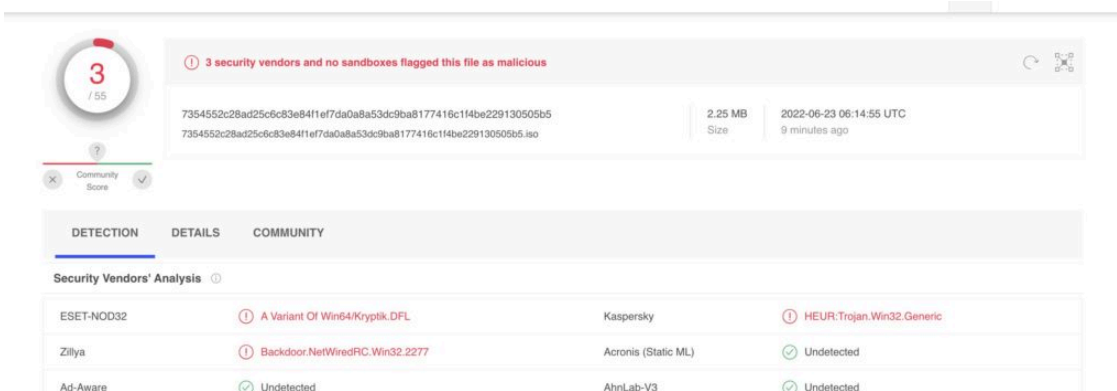 3
/ 55
?
Community
Score
3 security vendors and no sandboxes flagged this file as malicious
7354552c28ad25c6c83e84f1ef7da0a8a53dc9ba8177416c1f4be229130505b5
7354552c28ad25c6c83e84f1ef7da0a8a53dc9ba8177416c1f4be229130505b5.iso
2.25 MB
Size
2022-06-23 06:14:55 UTC
9 minutes ago
DETECTION DETAILS COMMUNITY
Security Vendors' Analysis
ESET-NOD32 A Variant Of Win64/Kryptik.DFL Kaspersky HEUR:Trojan.Win32.Generic
Zillya Backdoor.NetWiredRC.Win32.2277 Acronis (Static ML) Undetected
Ad-Aware Undetected AhnLab-V3 Undetected